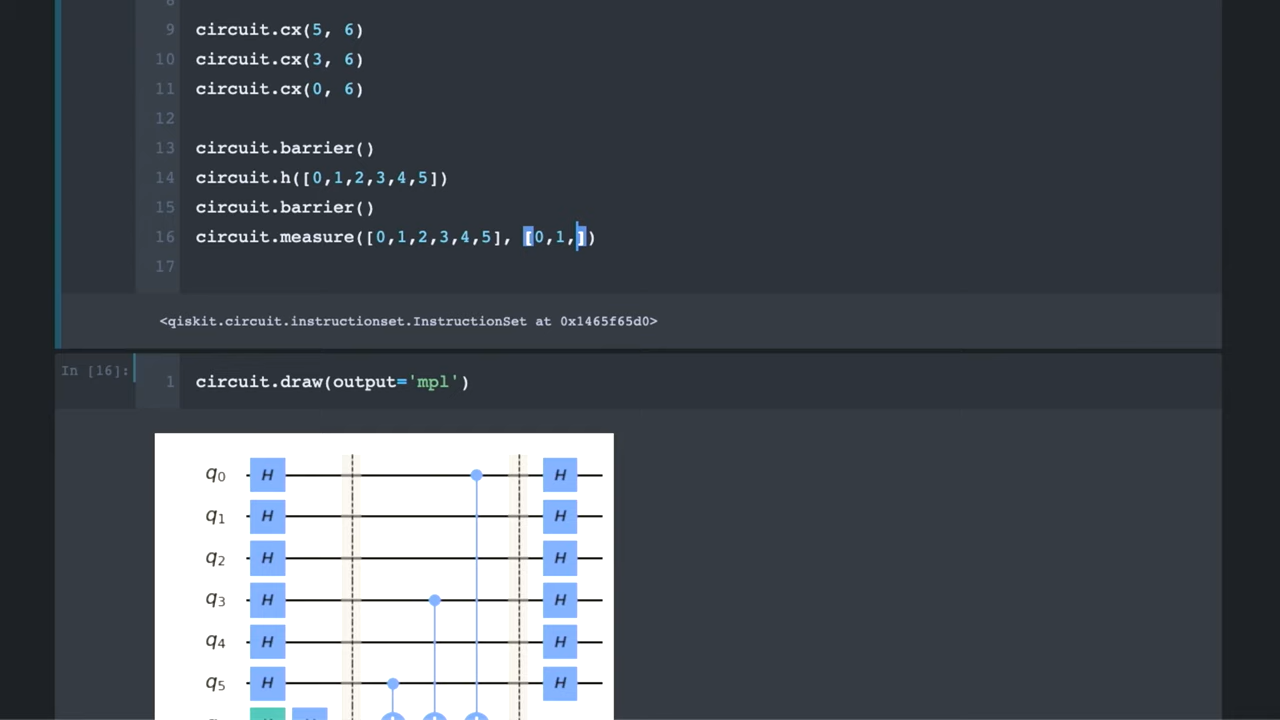 9 circuit.cx(5, 6)
10 circuit.cx(3, 6)
11 circuit.cx(0, 6)
12
13 circuit.barrier()
14 circuit.h([0,1,2,3,4,5])
15 circuit.barrier()
16 circuit.measure([0,1,2,3,4,5], [0,1,])
17
<qiskit.circuit.instructionset.InstructionSet at 0x1465f65d0>
In [16]: 1 circuit.draw(output='mpl')
q0 H H
q1 H H
q2 H H
q3 H H
q4 H H
q5 H H